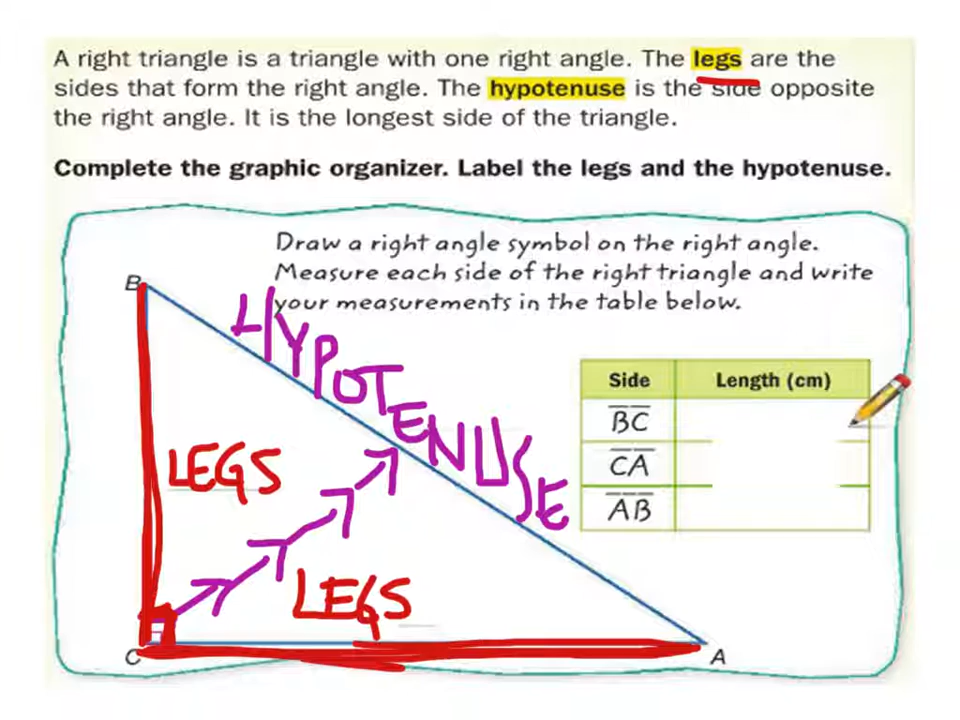 A right triangle is a triangle with one right angle. The legs are the
sides that form the right angle. The hypotenuse is the side opposite
the right angle. It is the longest side of the triangle.
Complete the graphic organizer. Label the legs and the hypotenuse.
Draw a right angle symbol on the right angle.
Measure each side of the right triangle and write
your measurements in the table below.
B
HYPOTENUSE
Side Length (cm)
BC
CA
AB
LEGS
LEGS
C
A